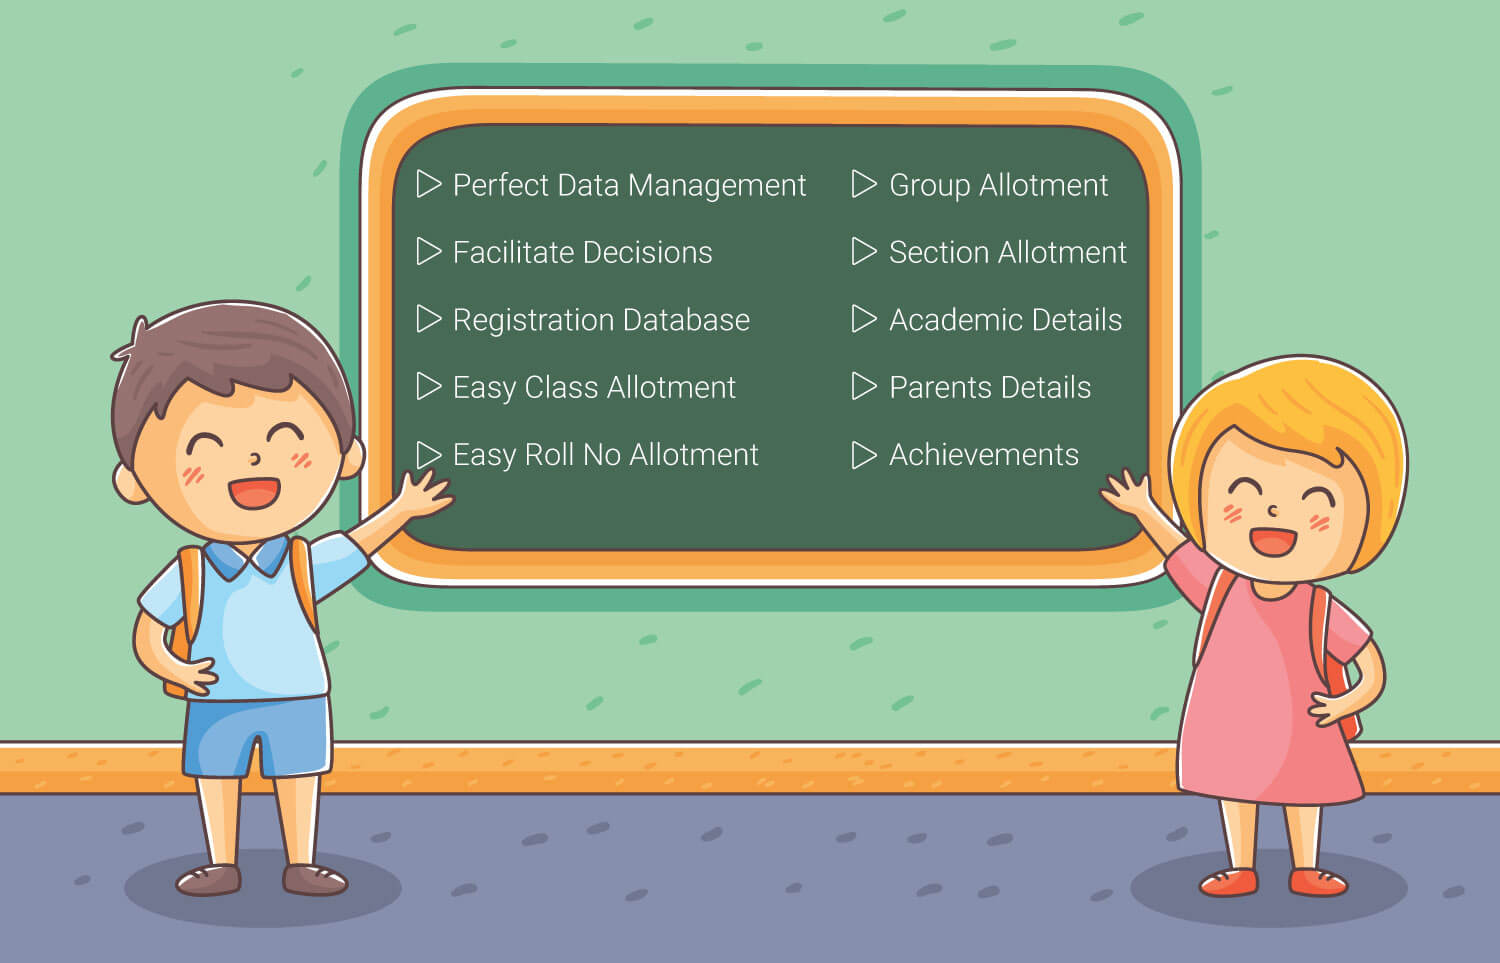 Perfect Data Management
Facilitate Decisions
Registration Database
Easy Class Allotment
Easy Roll No Allotment
Group Allotment
Section Allotment
Academic Details
Parents Details
Achievements